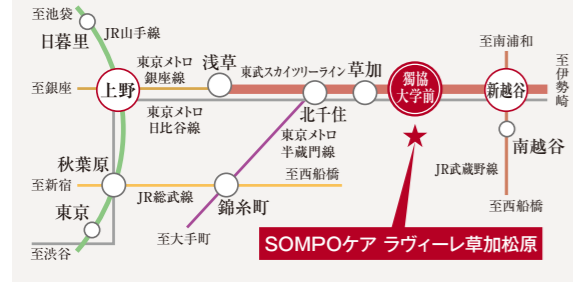 至池袋
日暮里
JR山手線
至銀座
上野
東京メトロ
銀座線
浅草
東武スカイツリーライン
草加
獨協
大学前
至南浦和
新越谷
至伊勢崎
東京メトロ
日比谷線
北千住
東京メトロ
半蔵門線
南越谷
JR武蔵野線
秋葉原
至新宿
JR総武線
錦糸町
至西船橋
至西船橋
東京
至大手町
至渋谷
SOMPOケア ラヴィーレ草加松原